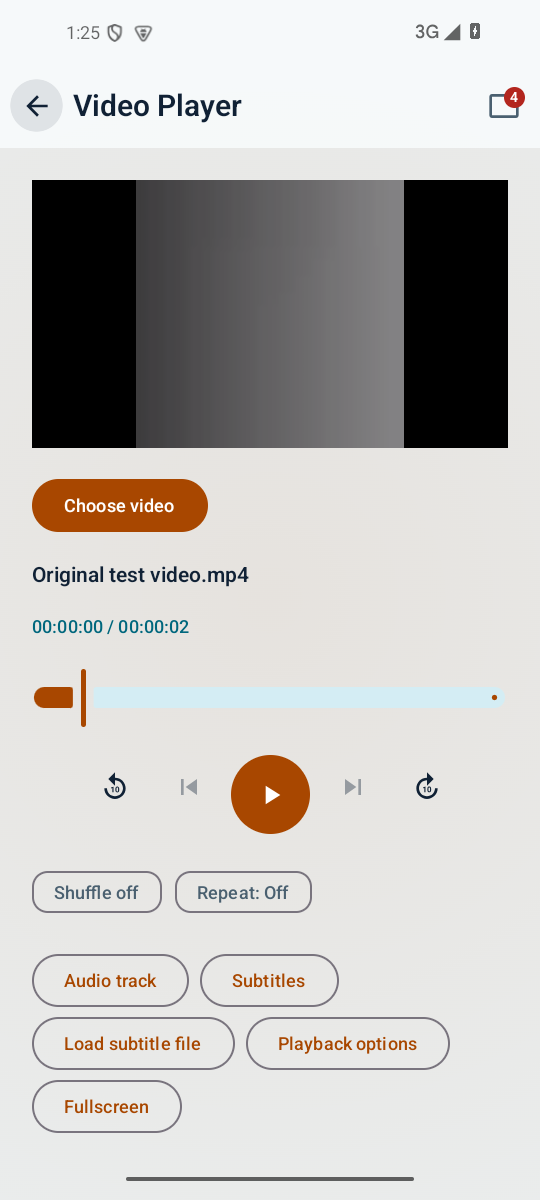 1:25
3G
Video Player
4
Choose video
Original test video.mp4
00:00:00 / 00:00:02
10
10
Shuffle off
Repeat: Off
Audio track
Subtitles
Load subtitle file
Playback options
Fullscreen